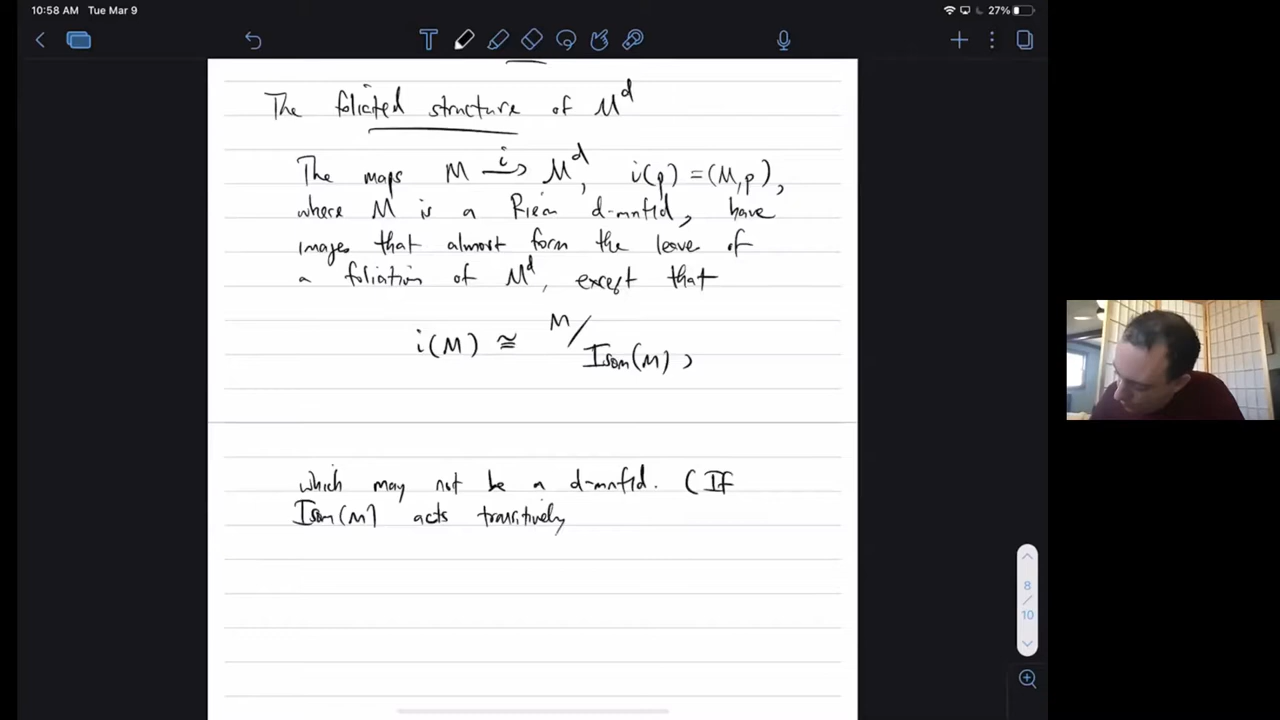 10:58 AM Tue Mar 9
27%
The foliated structure of M^d
The maps M →^i M^d, i(p) = (M,p),
where M is a Riem d-mnfld, have
images that almost form the leave of
a foliation of M^d, except that
i(M) ≅ M/Isom(M),
which may not be a d-mnfld. (If
Isom(M) acts transitively
8
/
10